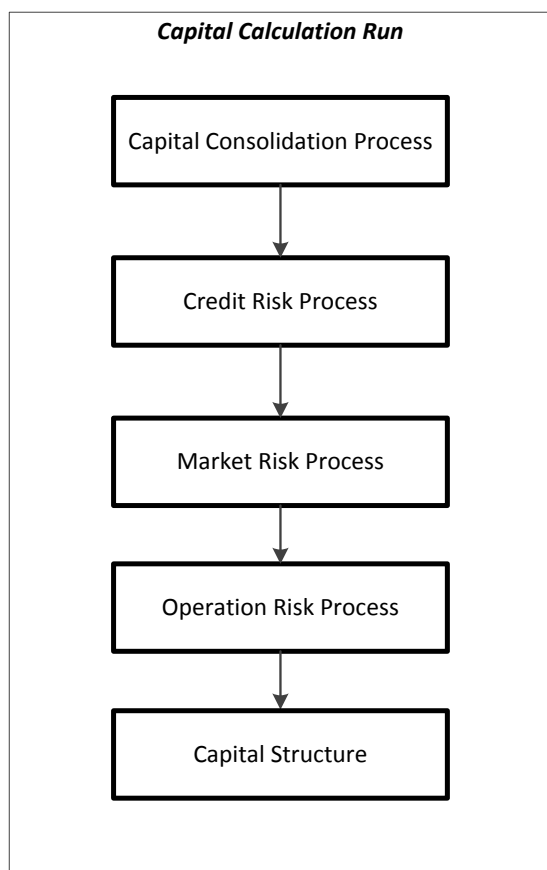 Capital Calculation Run
Capital Consolidation Process
Credit Risk Process
Market Risk Process
Operation Risk Process
Capital Structure